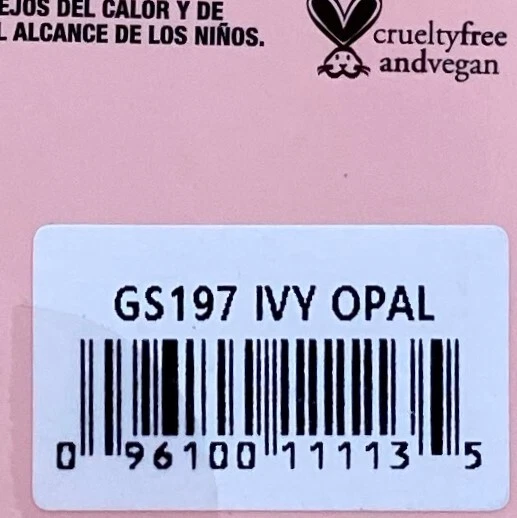 EJOS DEL CALOR Y DE
L ALCANCE DE LOS NIÑOS.
crueltyfree
andvegan
GS197 IVY OPAL
0 96100 11113 5